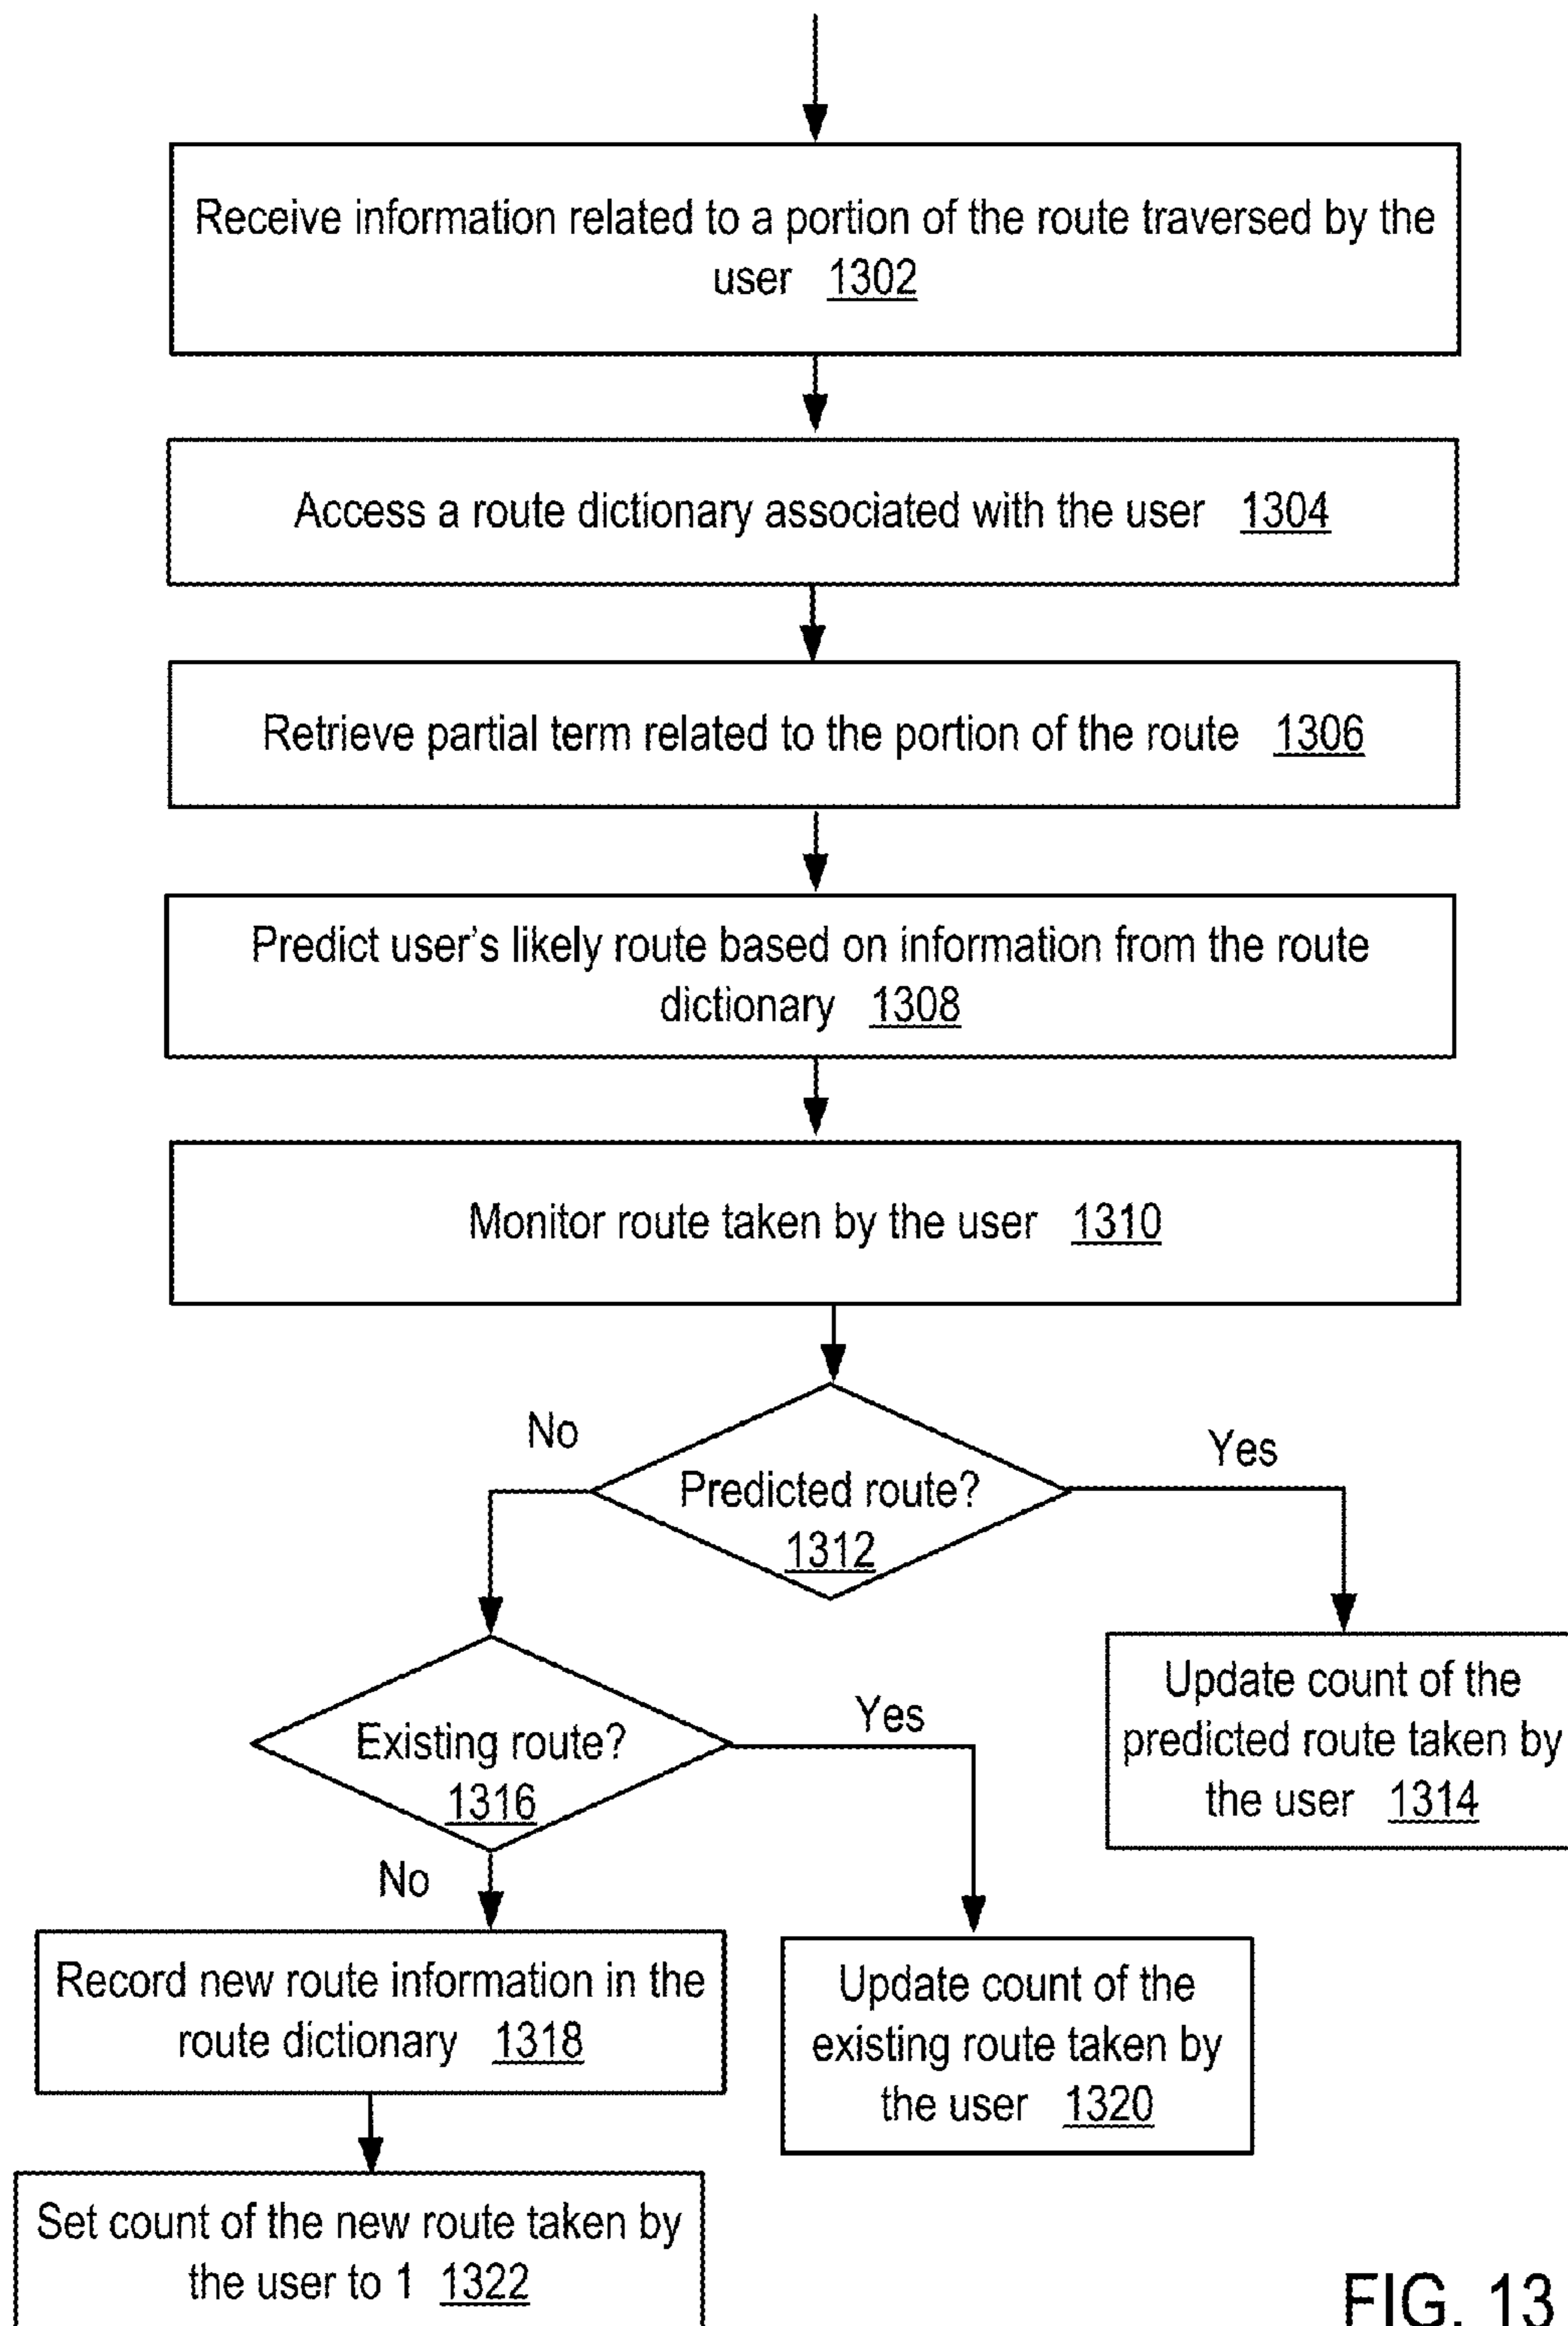 Receive information related to a portion of the route traversed by the
user 1302
Access a route dictionary associated with the user 1304
Retrieve partial term related to the portion of the route 1306
Predict user's likely route based on information from the route
dictionary 1308
Monitor route taken by the user 1310
No
Yes
Predicted route?
1312
Update count of the
predicted route taken by
the user 1314
Yes
Existing route?
1316
No
Record new route information in the
route dictionary 1318
Update count of the
existing route taken by
the user 1320
Set count of the new route taken by
the user to 1 1322
FIG. 13